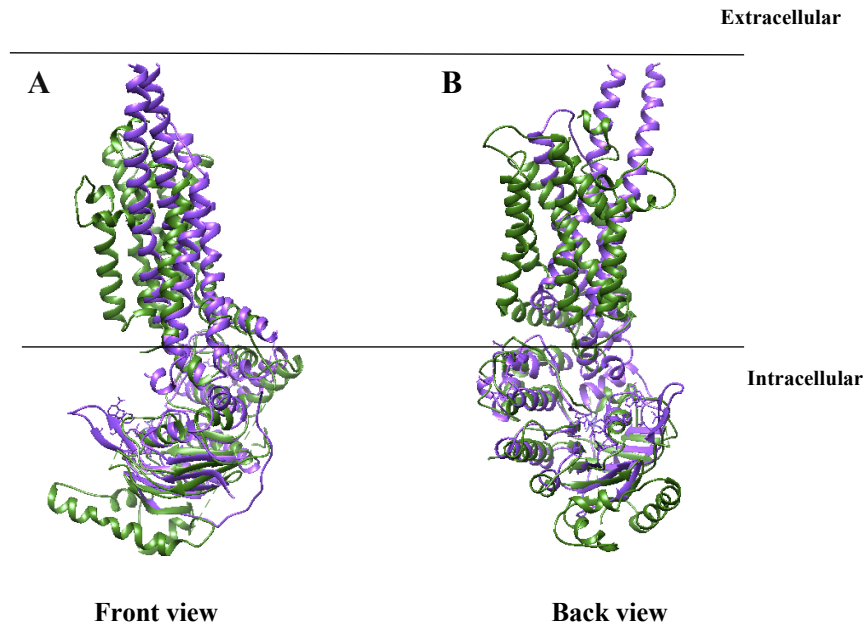 Extracellular
A
B
Intracellular
Front view
Back view